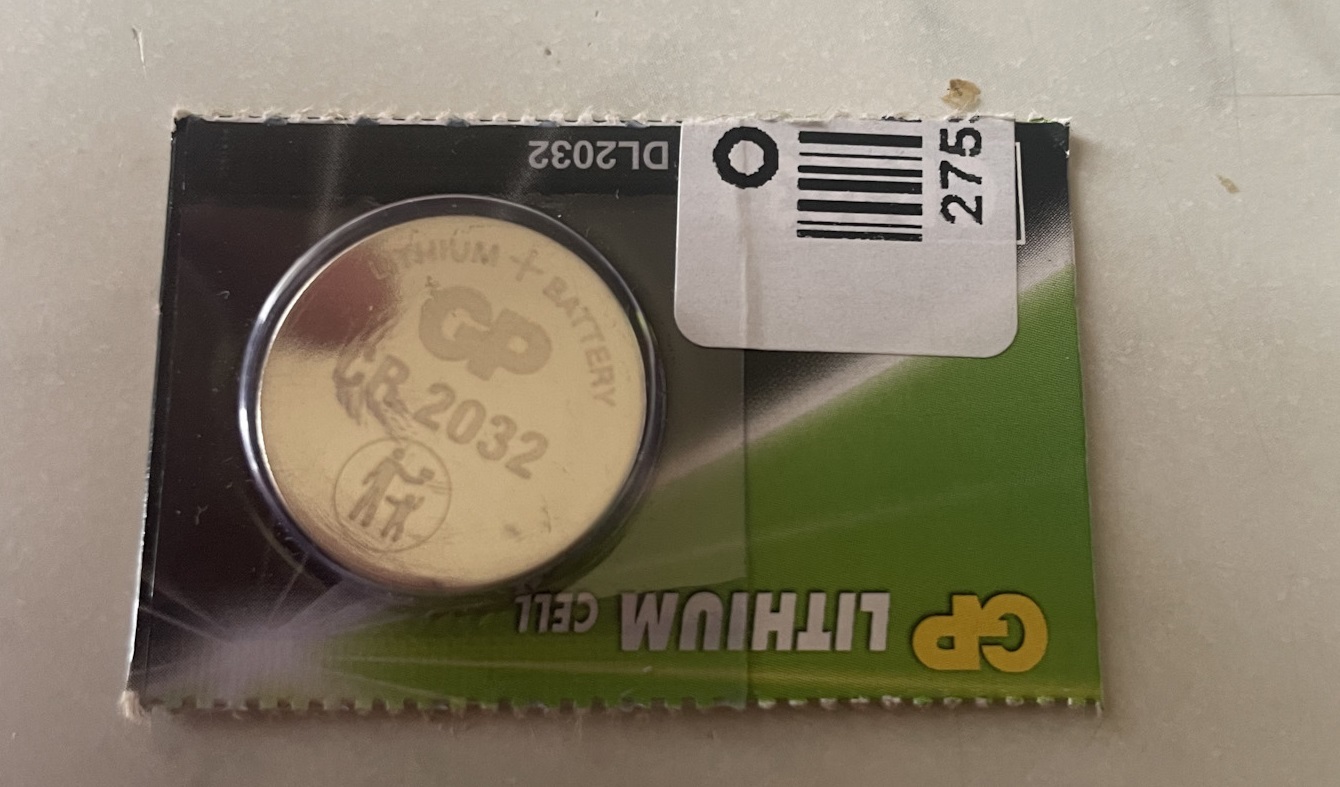 DL2032
275
LITHIUM + BATTERY
GP
CR 2032
GP LITHIUM CELL